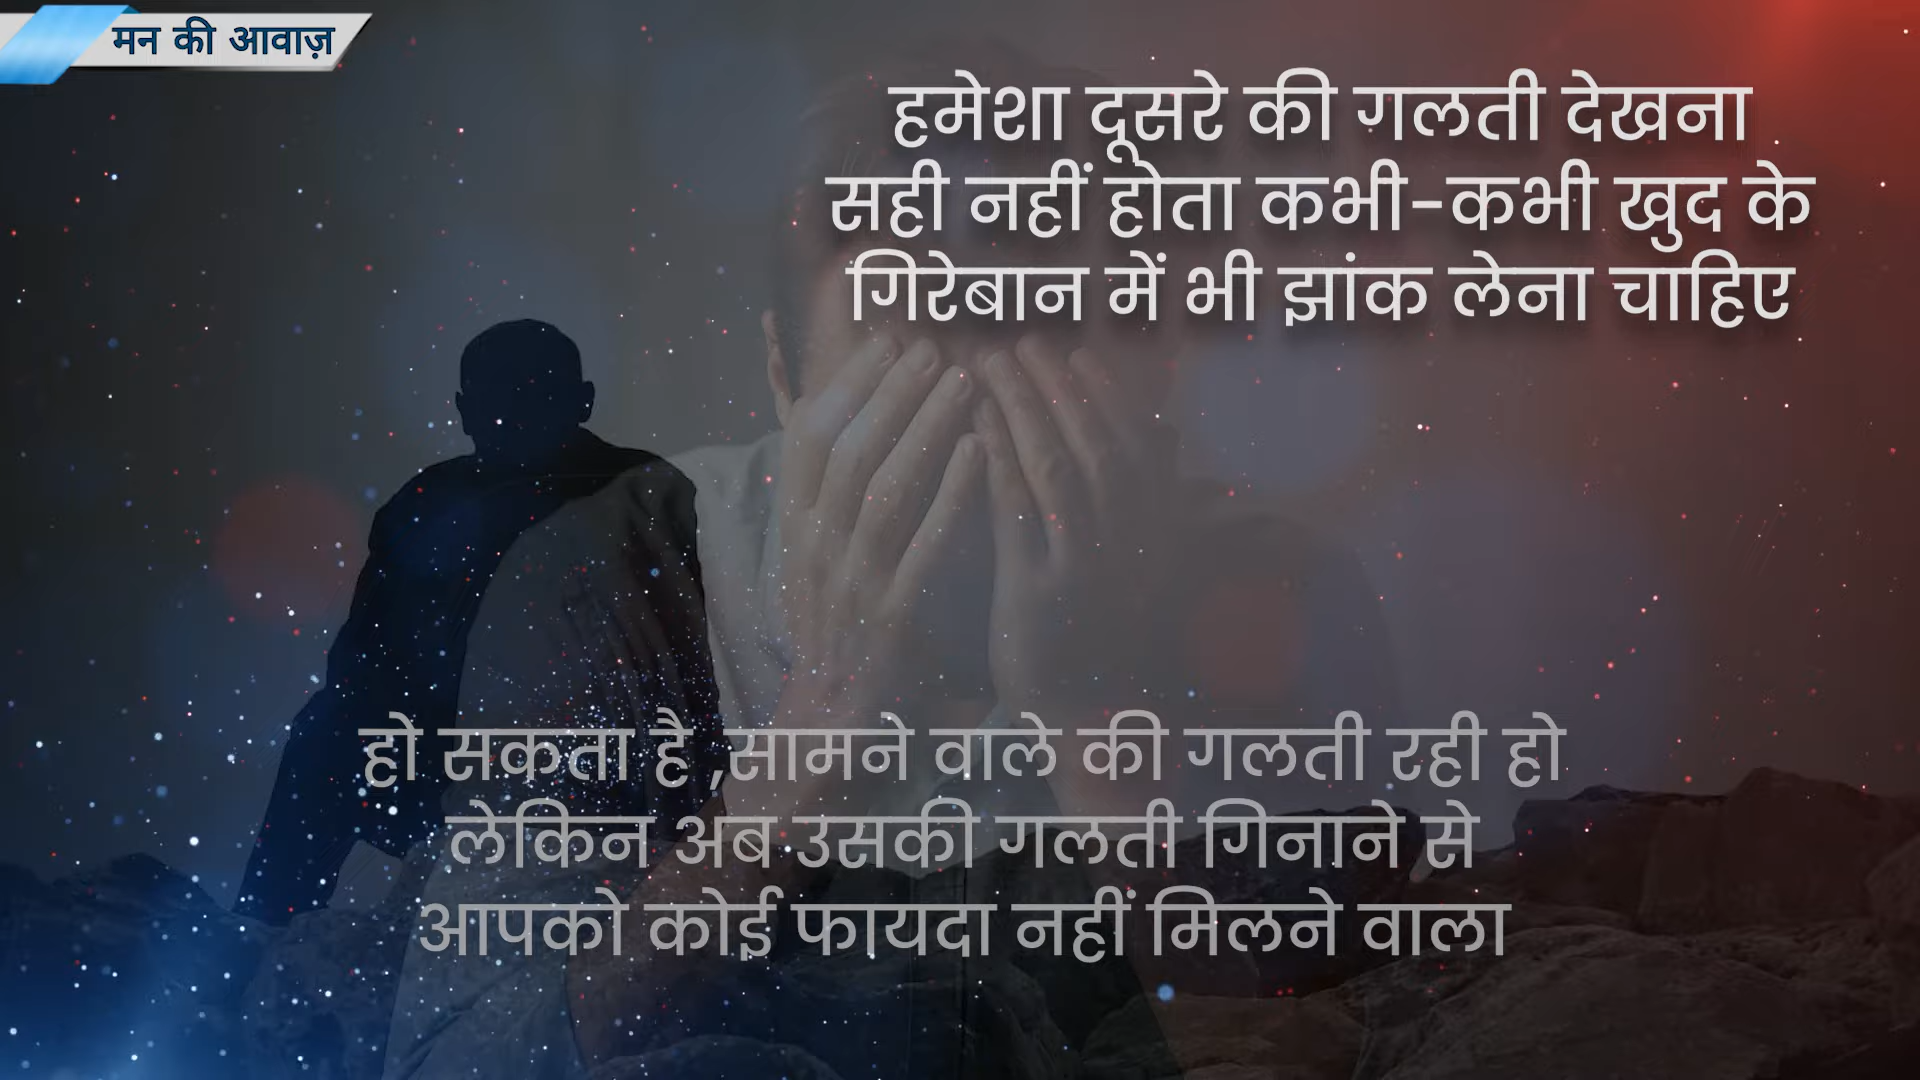 मन की आवाज़
हमेशा दूसरे की गलती देखना
सही नहीं होता कभी-कभी खुद के
गिरेबान में भी झांक लेना चाहिए
हो सकता है ,सामने वाले की गलती रही हो
लेकिन अब उसकी गलती गिनाने से
आपको कोई फायदा नहीं मिलने वाला